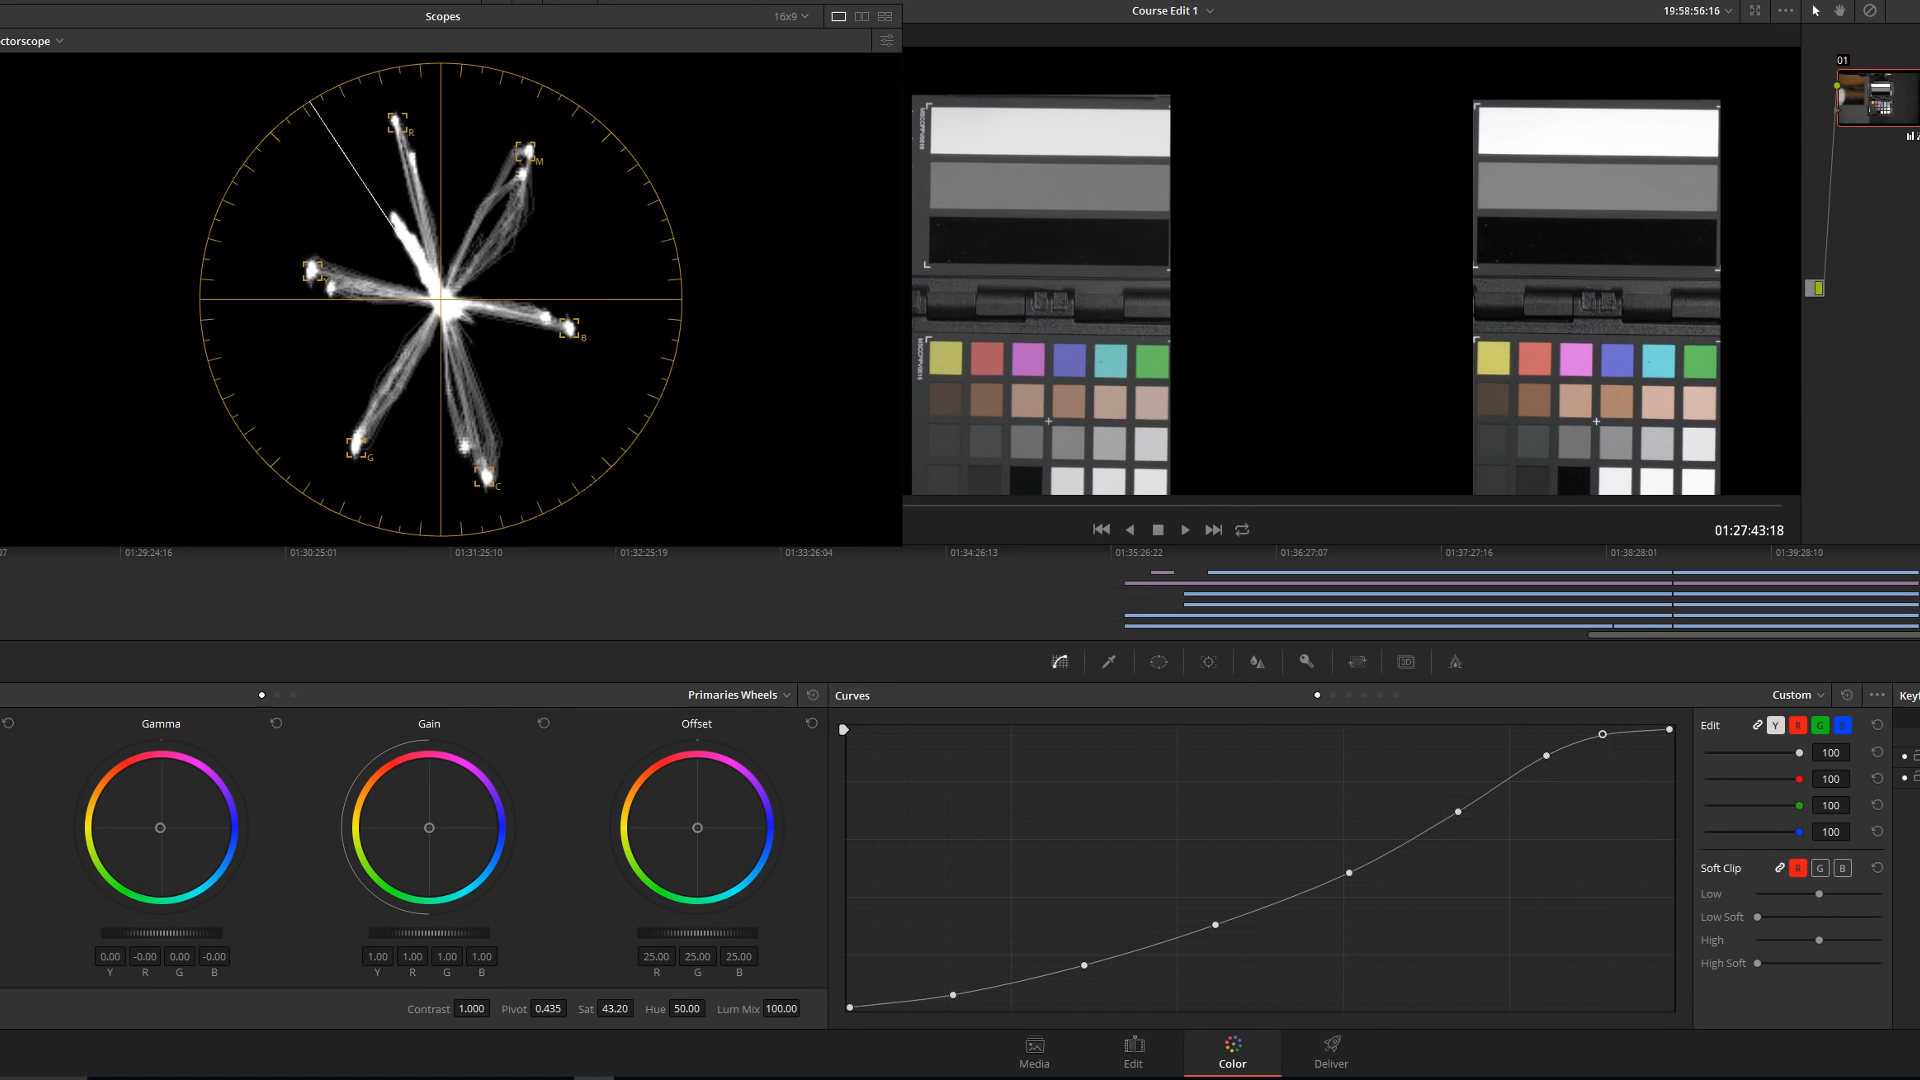 Scopes
16x9
Course Edit 1
19:58:56:16
ctorscope
01
R
M
B
G
C
01:27:43:18
07
01:29:24:16
01:30:25:01
01:31:25:10
01:32:25:19
01:33:26:04
01:34:26:13
01:35:26:22
01:36:27:07
01:37:27:16
01:38:28:01
01:39:28:10
3D
Primaries Wheels
Curves
Custom
Keyf
Gamma
Gain
Offset
Edit
Y
R
G
B
100
100
100
100
Soft Clip
R
G
B
Low
Low Soft
High
High Soft
0.00 -0.00 0.00 -0.00
Y R G B
1.00 1.00 1.00 1.00
Y R G B
25.00 25.00 25.00
R G B
Contrast 1.000 Pivot 0.435 Sat 43.20 Hue 50.00 Lum Mix 100.00
Media
Edit
Color
Deliver